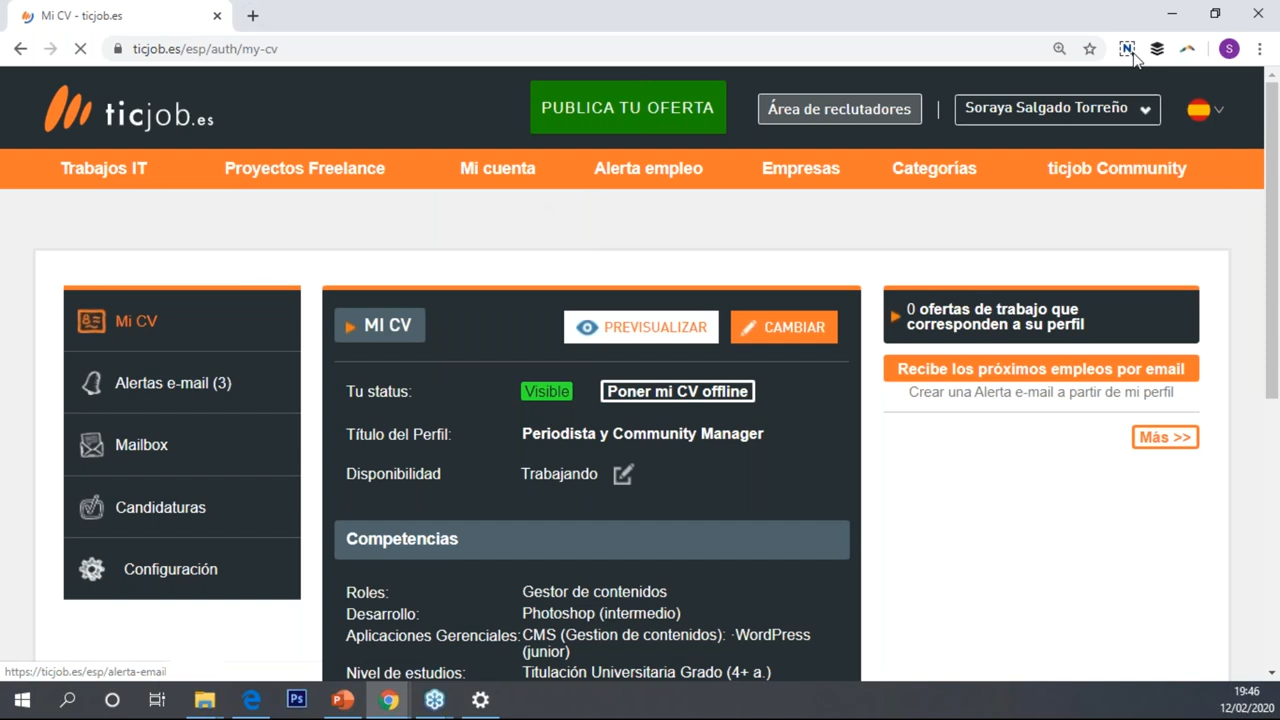 Mi CV - ticjob.es
ticjob.es/esp/auth/my-cv
N
S
ticjob.es
PUBLICA TU OFERTA
Área de reclutadores
Soraya Salgado Torreño
Trabajos IT
Proyectos Freelance
Mi cuenta
Alerta empleo
Empresas
Categorías
ticjob Community
Mi CV
Alertas e-mail (3)
Mailbox
Candidaturas
Configuración
MI CV
PREVISUALIZAR
CAMBIAR
Tu status: Visible Poner mi CV offline
Título del Perfil: Periodista y Community Manager
Disponibilidad Trabajando
Competencias
Roles: Gestor de contenidos
Desarrollo: Photoshop (intermedio)
Aplicaciones Gerenciales: CMS (Gestion de contenidos): ·WordPress
(junior)
Nivel de estudios: Titulación Universitaria Grado (4+ a.)
0 ofertas de trabajo que
corresponden a su perfil
Recibe los próximos empleos por email
Crear una Alerta e-mail a partir de mi perfil
Más >>
https://ticjob.es/esp/alerta-email
Ps
19:46
12/02/2020